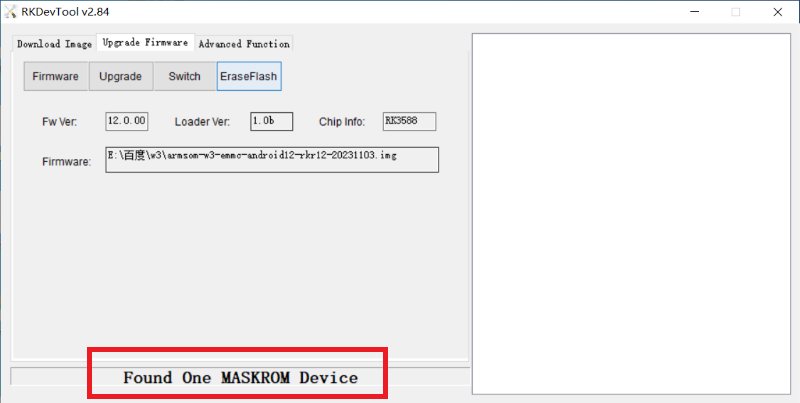 RKDevTool v2.84
Download Image Upgrade Firmware Advanced Function
Firmware Upgrade Switch EraseFlash
Fw Ver: 12.0.00 Loader Ver: 1.0b Chip Info: RK3588
Firmware: E:\百度\w3\armsom-w3-emmc-android12-rkr12-20231103.img
Found One MASKROM Device